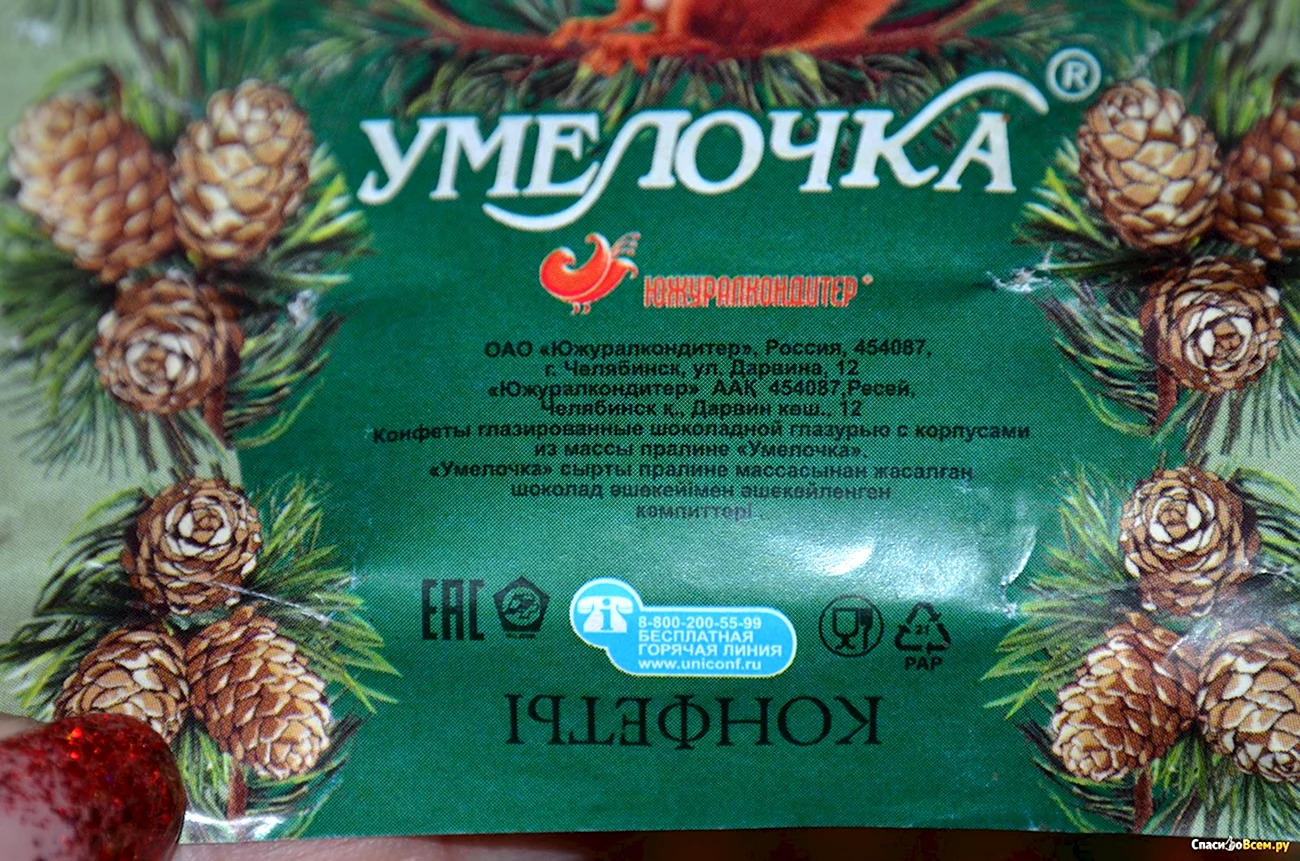 УМЕЛОЧКА®
ЮЖУРАЛКОНДИТЕР®
ОАО «Южуралкондитер», Россия, 454087,
г. Челябинск, ул. Дарвина, 12
«Южуралкондитер» ААҚ 454087,Ресей,
Челябинск қ., Дарвин көш., 12
Конфеты глазированные шоколадной глазурью с корпусами
из массы пралине «Умелочка».
«Умелочка» сырты пралине массасынан жасалған
шоколад әшекейімен әшекейленген
кәмпиттері
ЕАС
8-800-200-55-99
БЕСПЛАТНАЯ
ГОРЯЧАЯ ЛИНИЯ
www.uniconf.ru
21
PAP
КОНФЕТЫ
СпасибоВсем.ру